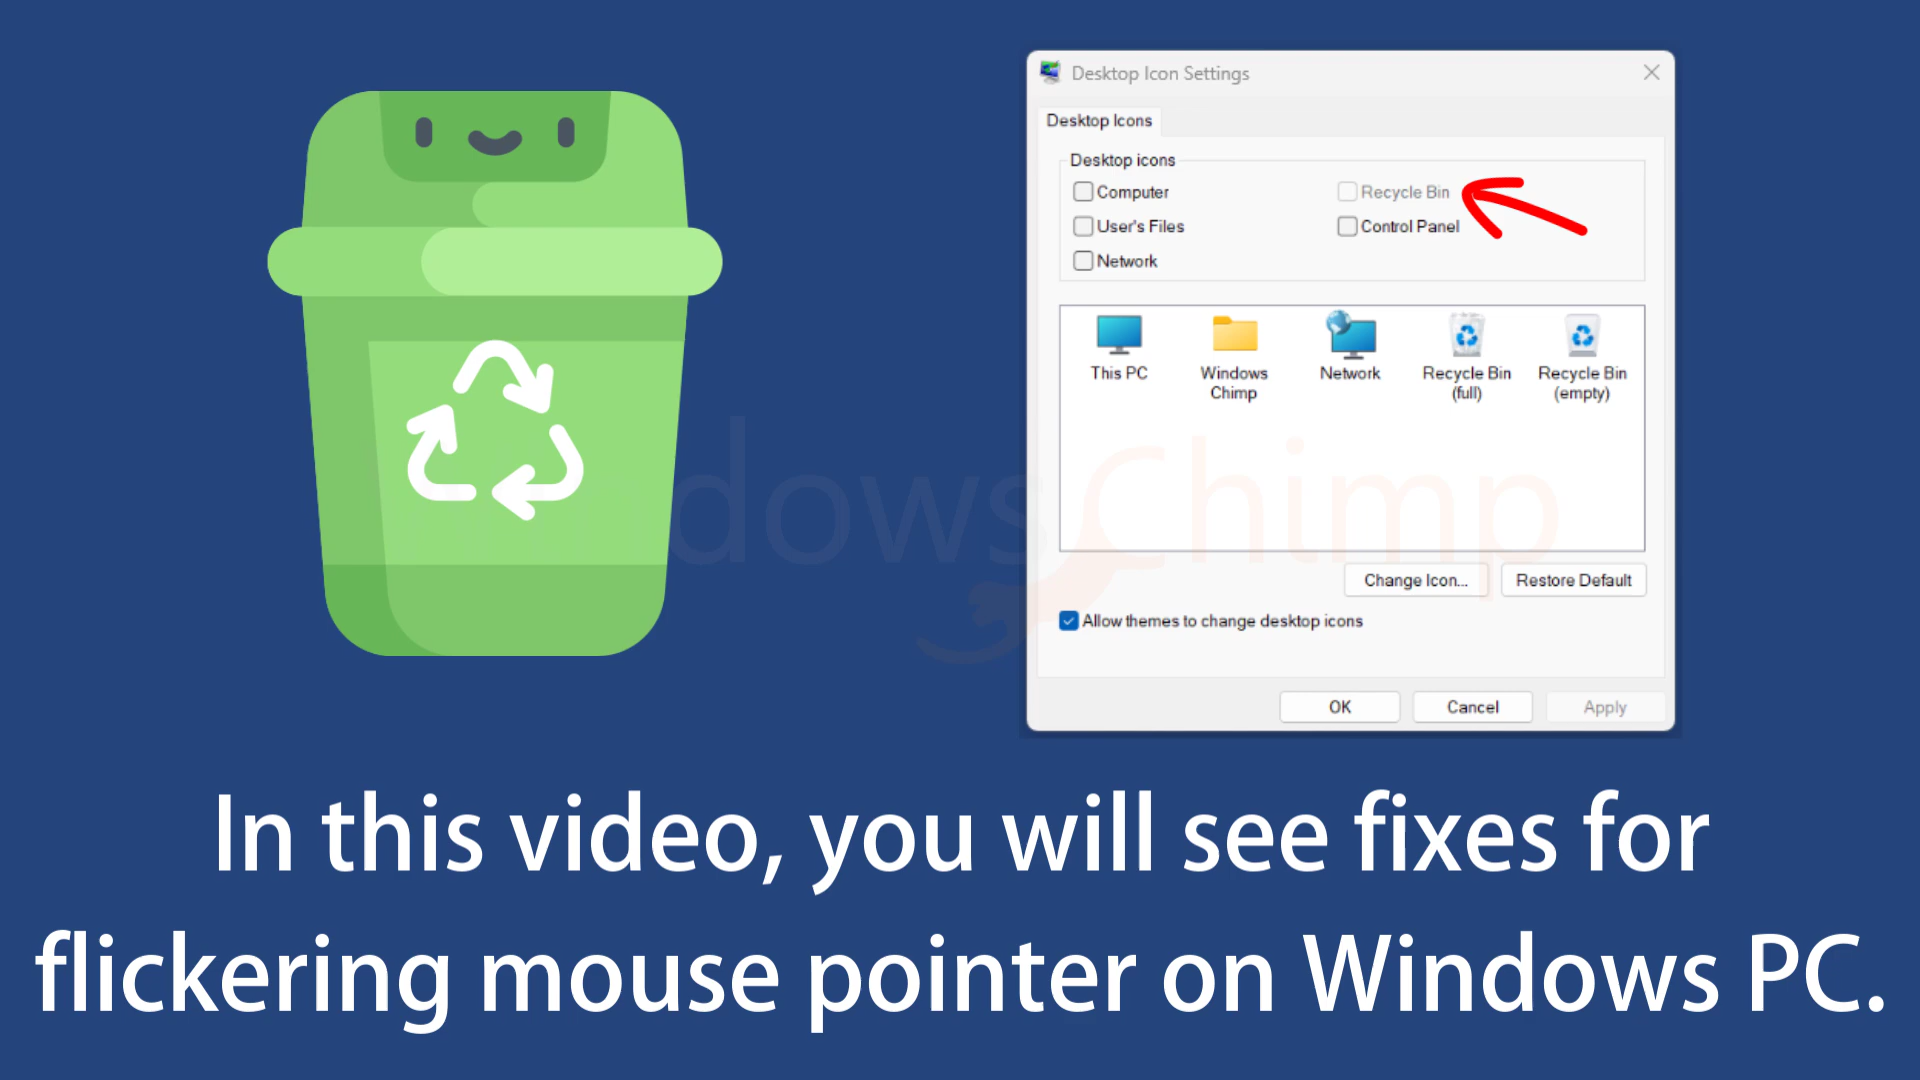 Desktop Icon Settings
Desktop Icons
Desktop icons
Computer
Recycle Bin
User's Files
Control Panel
Network
This PC
Windows Chimp
Network
Recycle Bin (full)
Recycle Bin (empty)
Change Icon...
Restore Default
Allow themes to change desktop icons
OK
Cancel
Apply
WindowsChimp
In this video, you will see fixes for
flickering mouse pointer on Windows PC.